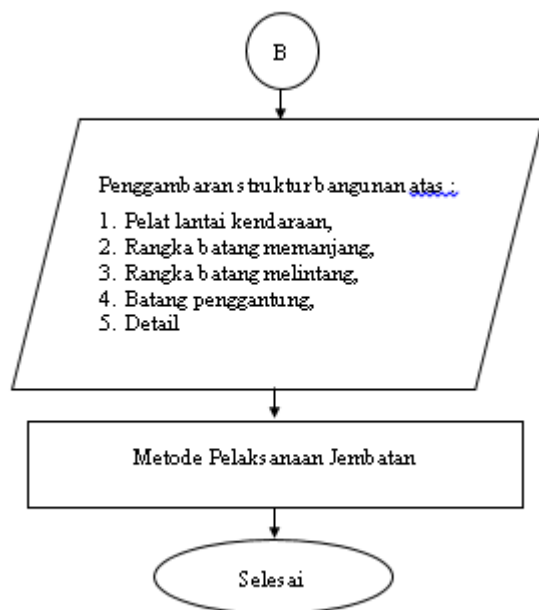 B
Penggambaran struktur bangunan atas :
1. Pelat lantai kendaraan,
2. Rangka batang memanjang,
3. Rangka batang melintang,
4. Batang penggantung,
5. Detail
Metode Pelaksanaan Jembatan
Selesai